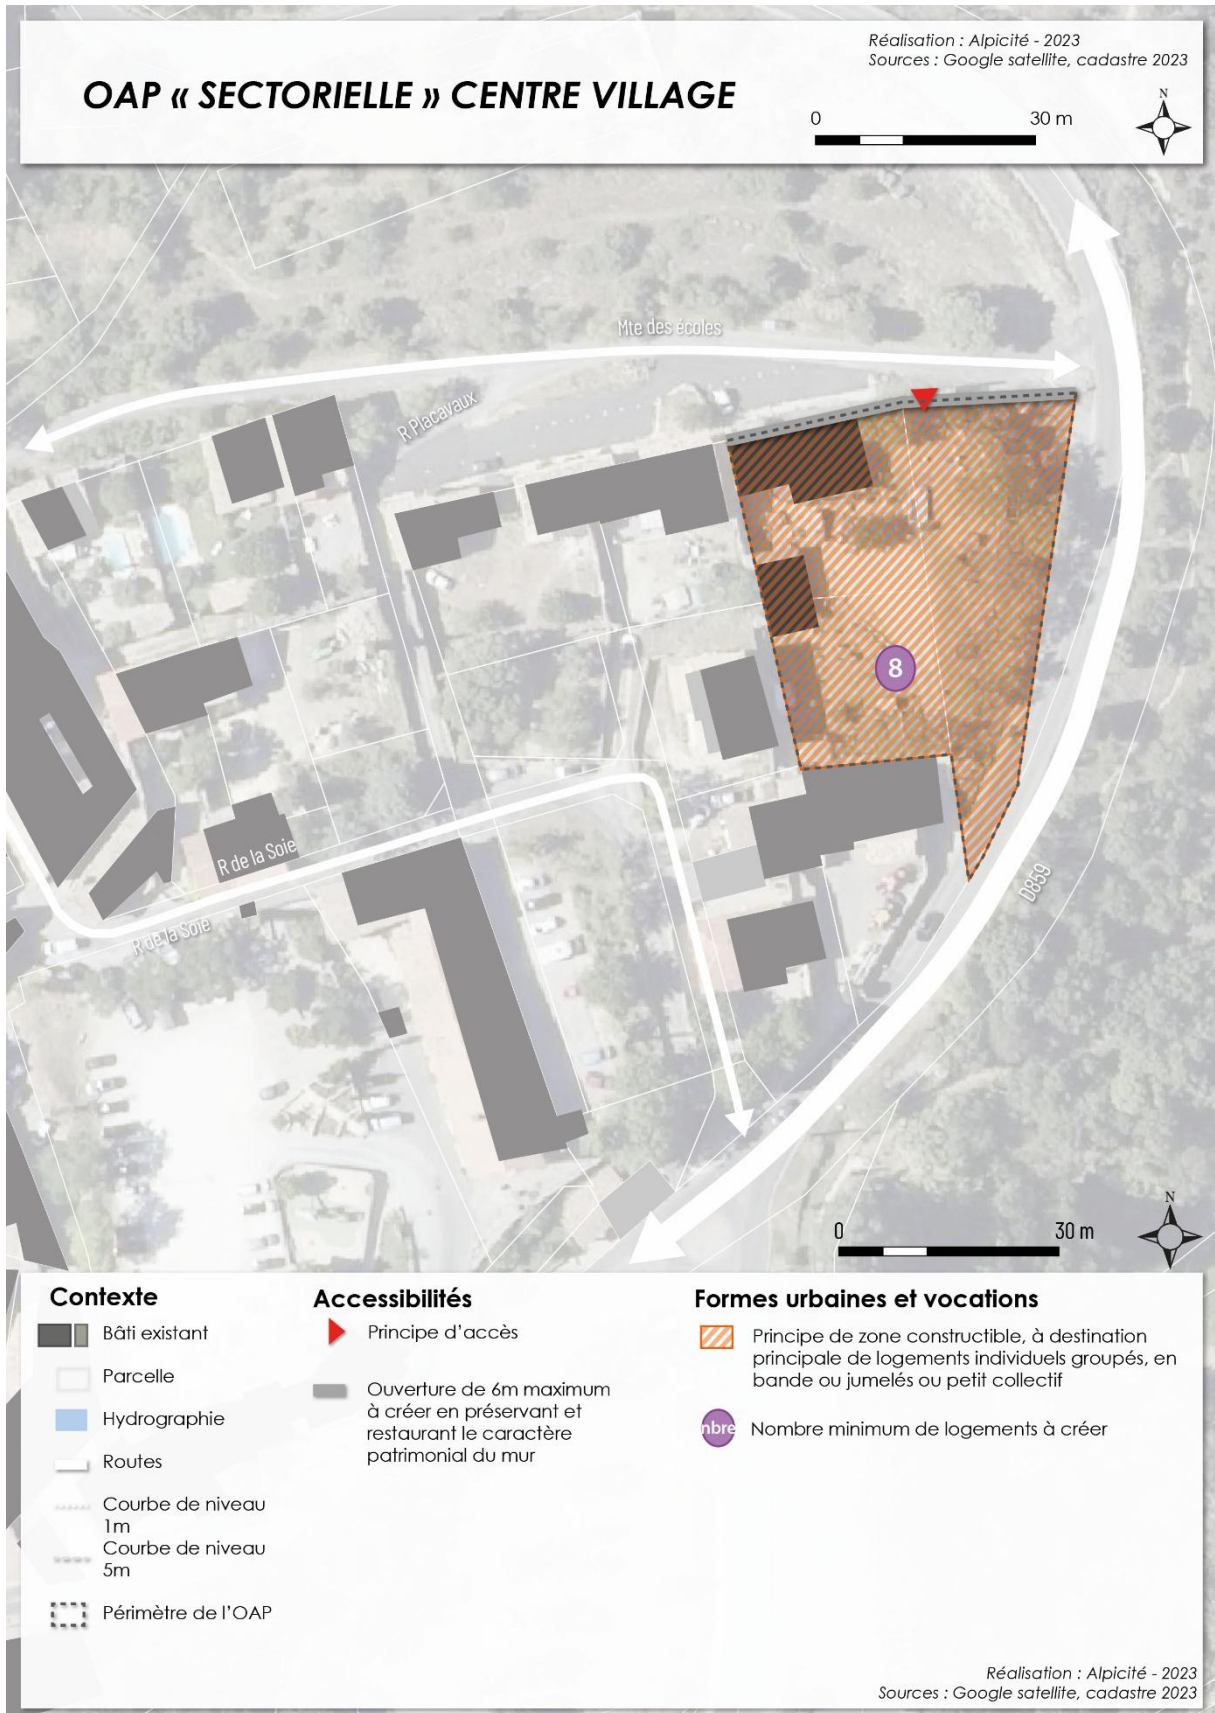 Réalisation : Alpicité - 2023
Sources : Google satellite, cadastre 2023
OAP « SECTORIELLE » CENTRE VILLAGE
0 30 m
N
Mte des écoles
R Placavaux
8
R de la Soie
R de la Soie
D859
N
0 30 m
Contexte
Bâti existant
Parcelle
Hydrographie
Routes
Courbe de niveau
1m
Courbe de niveau
5m
Périmètre de l'OAP
Accessibilités
Principe d'accès
Ouverture de 6m maximum
à créer en préservant et
restaurant le caractère
patrimonial du mur
Formes urbaines et vocations
Principe de zone constructible, à destination
principale de logements individuels groupés, en
bande ou jumelés ou petit collectif
nbre
Nombre minimum de logements à créer
Réalisation : Alpicité - 2023
Sources : Google satellite, cadastre 2023